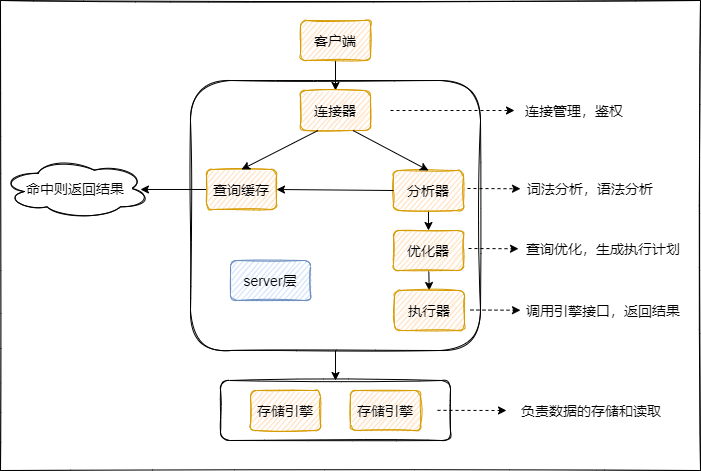 客户端
连接器
连接管理，鉴权
命中则返回结果
查询缓存
分析器
词法分析，语法分析
优化器
查询优化，生成执行计划
server层
执行器
调用引擎接口，返回结果
存储引擎
存储引擎
负责数据的存储和读取